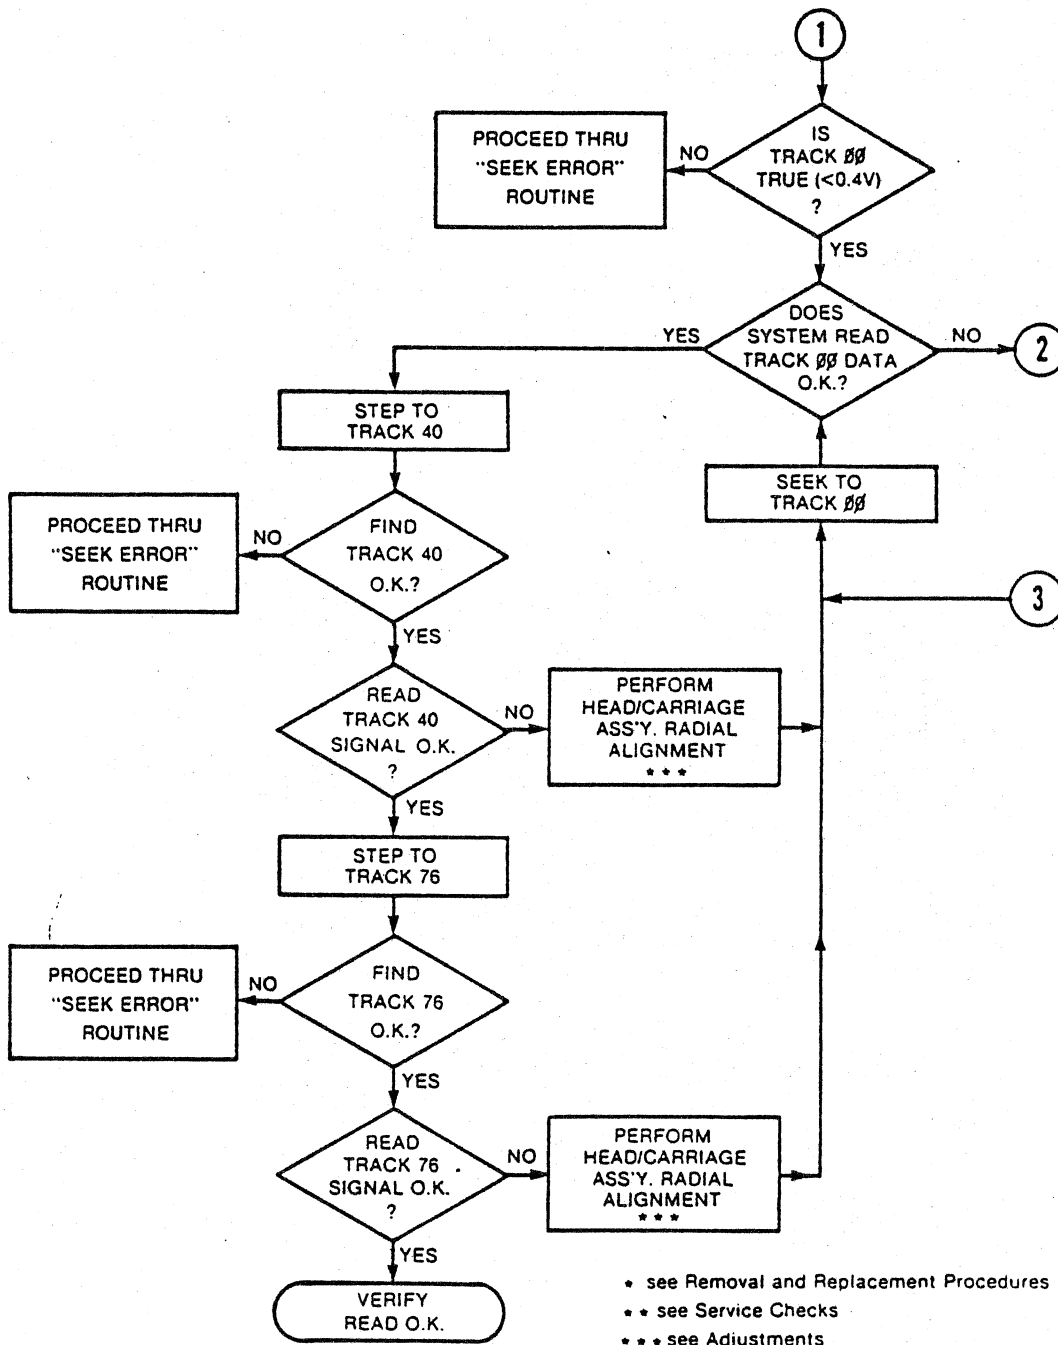 1
IS
TRACK ØØ
TRUE (<0.4V)
?
NO
PROCEED THRU
"SEEK ERROR"
ROUTINE
YES
DOES
SYSTEM READ
TRACK ØØ DATA
O.K.?
YES
NO
2
STEP TO
TRACK 40
SEEK TO
TRACK ØØ
FIND
TRACK 40
O.K.?
NO
PROCEED THRU
"SEEK ERROR"
ROUTINE
3
YES
READ
TRACK 40
SIGNAL O.K.
?
NO
PERFORM
HEAD/CARRIAGE
ASS'Y. RADIAL
ALIGNMENT
* * *
YES
STEP TO
TRACK 76
FIND
TRACK 76
O.K.?
NO
PROCEED THRU
"SEEK ERROR"
ROUTINE
YES
READ
TRACK 76
SIGNAL O.K.
?
NO
PERFORM
HEAD/CARRIAGE
ASS'Y. RADIAL
ALIGNMENT
* * *
YES
VERIFY
READ O.K.
* see Removal and Replacement Procedures
* * see Service Checks
* * * see Adjustments